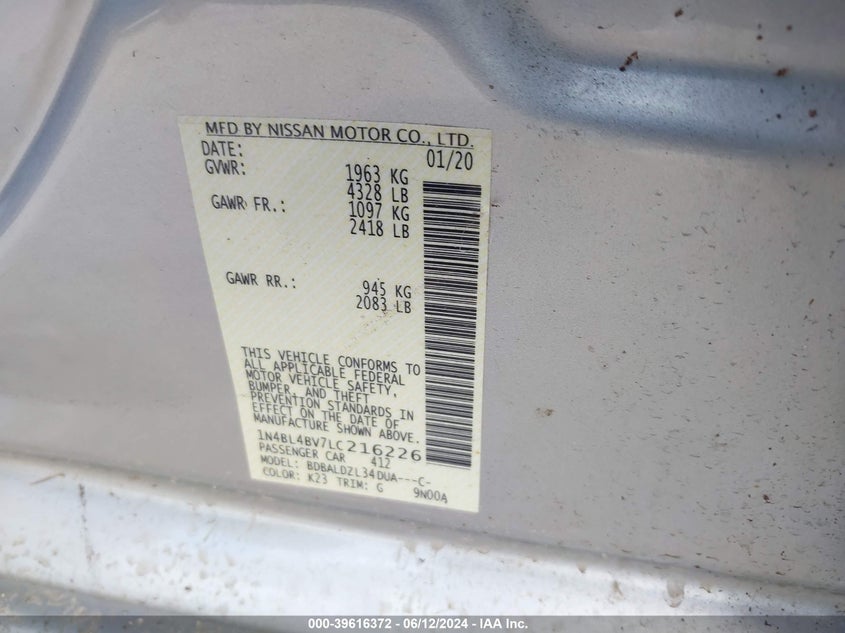 MFD BY NISSAN MOTOR CO., LTD.
DATE: 01/20
GVWR: 1963 KG
4328 LB
GAWR FR.: 1097 KG
2418 LB
GAWR RR.: 945 KG
2083 LB
THIS VEHICLE CONFORMS TO
ALL APPLICABLE FEDERAL
MOTOR VEHICLE SAFETY,
BUMPER, AND THEFT
PREVENTION STANDARDS IN
EFFECT ON THE DATE OF
MANUFACTURE SHOWN ABOVE.
1N4BL4BV7LC216226
PASSENGER CAR 412
MODEL: BDBALDZL34DUA---C-
COLOR: K23 TRIM: G 9N00A
000-39616372 - 06/12/2024 - IAA Inc.